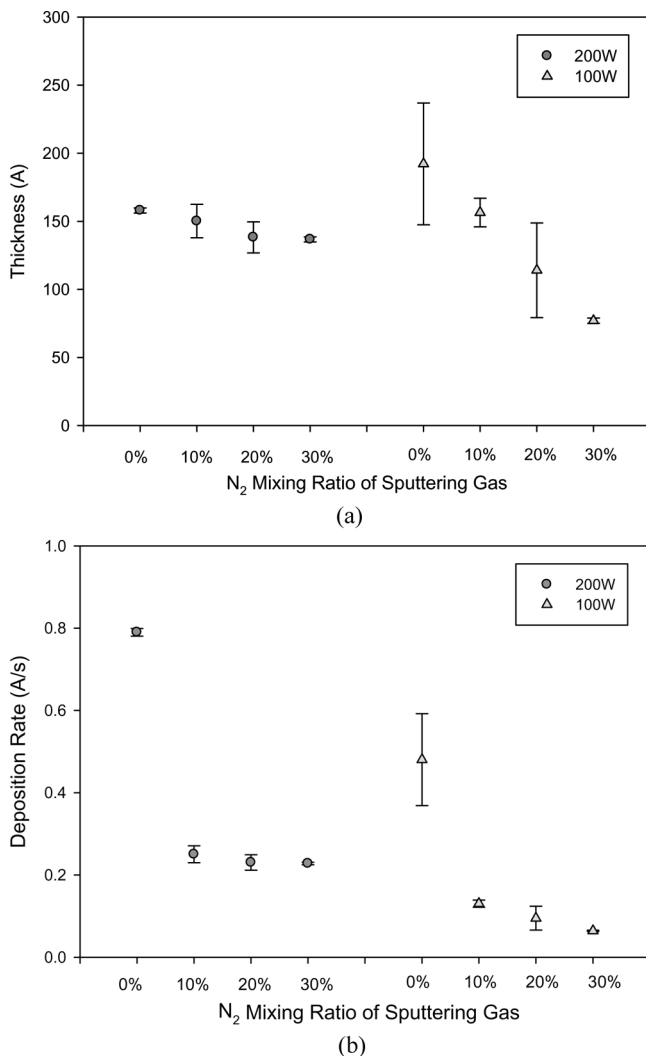 300
250
200
150
100
50
0
Thickness (A)
200W
100W
0% 10% 20% 30% 0% 10% 20% 30%
N₂ Mixing Ratio of Sputtering Gas
(a)
1.0
0.8
0.6
0.4
0.2
0.0
Deposition Rate (A/s)
200W
100W
0% 10% 20% 30% 0% 10% 20% 30%
N₂ Mixing Ratio of Sputtering Gas
(b)